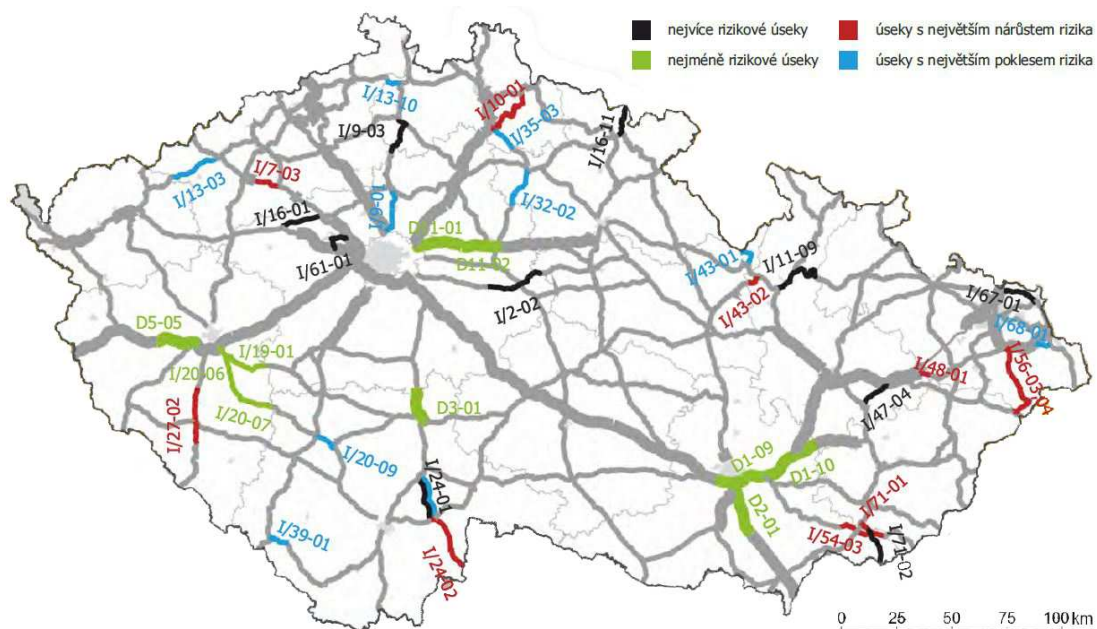 nejvíce rizikové úseky
úseky s největším nárůstem rizika
nejméně rizikové úseky
úseky s největším poklesem rizika
I/13-10
I/10-01
I/35-03
I/9-03
I/16-11
I/7-03
I/13-03
I/32-02
I/16-01
I/9-01
D11-01
D11-02
I/61-01
I/43-01
I/11-09
I/2-02
I/43-02
I/67-01
I/68-01
D5-05
I/19-01
I/20-06
I/48-01
I/56-03-04
I/20-07
D3-01
I/47-04
I/27-02
I/20-09
D1-09
D1-10
I/24-01
D2-01
I/71-01
I/54-03
I/39-01
I/71-02
I/24-02
0 25 50 75 100 km